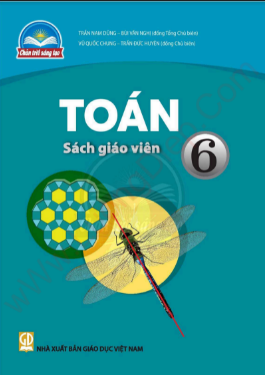 TRẦN NAM DŨNG – BÙI VĂN NGHỊ (đồng Tổng Chủ biên)
VŨ QUỐC CHUNG – TRẦN ĐỨC HUYÊN (đồng Chủ biên)
Chân trời sáng tạo
TOÁN
Sách giáo viên
6
NHÀ XUẤT BẢN GIÁO DỤC VIỆT NAM